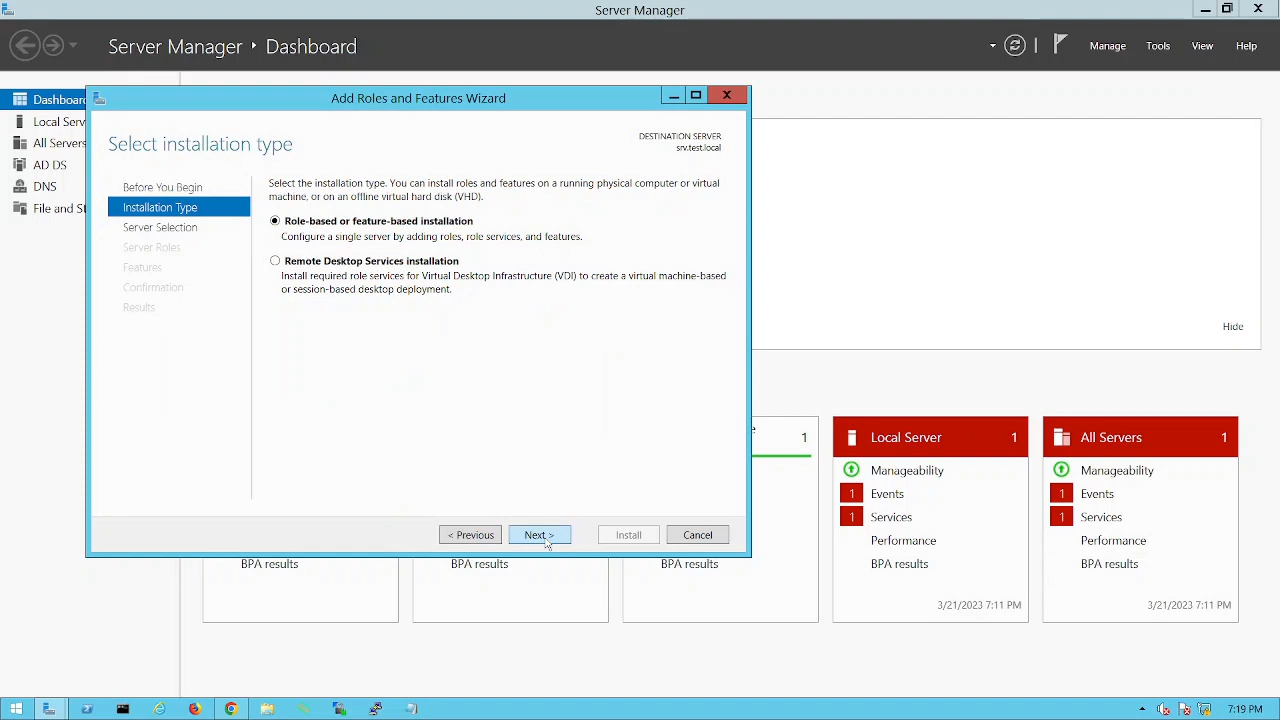 Server Manager
Server Manager Dashboard
Manage Tools View Help
Dashboar
Local Serv
All Servers
AD DS
DNS
File and St
Add Roles and Features Wizard
Select installation type
DESTINATION SERVER
srv.test.local
Before You Begin
Installation Type
Server Selection
Server Roles
Features
Confirmation
Results
Select the installation type. You can install roles and features on a running physical computer or virtual
machine, or on an offline virtual hard disk (VHD).
Role-based or feature-based installation
Configure a single server by adding roles, role services, and features.
Remote Desktop Services installation
Install required role services for Virtual Desktop Infrastructure (VDI) to create a virtual machine-based
or session-based desktop deployment.
< Previous
Next >
Install
Cancel
Hide
e 1
BPA results
BPA results
BPA results
Local Server 1
Manageability
1 Events
1 Services
Performance
BPA results
3/21/2023 7:11 PM
All Servers 1
Manageability
1 Events
1 Services
Performance
BPA results
3/21/2023 7:11 PM
7:19 PM